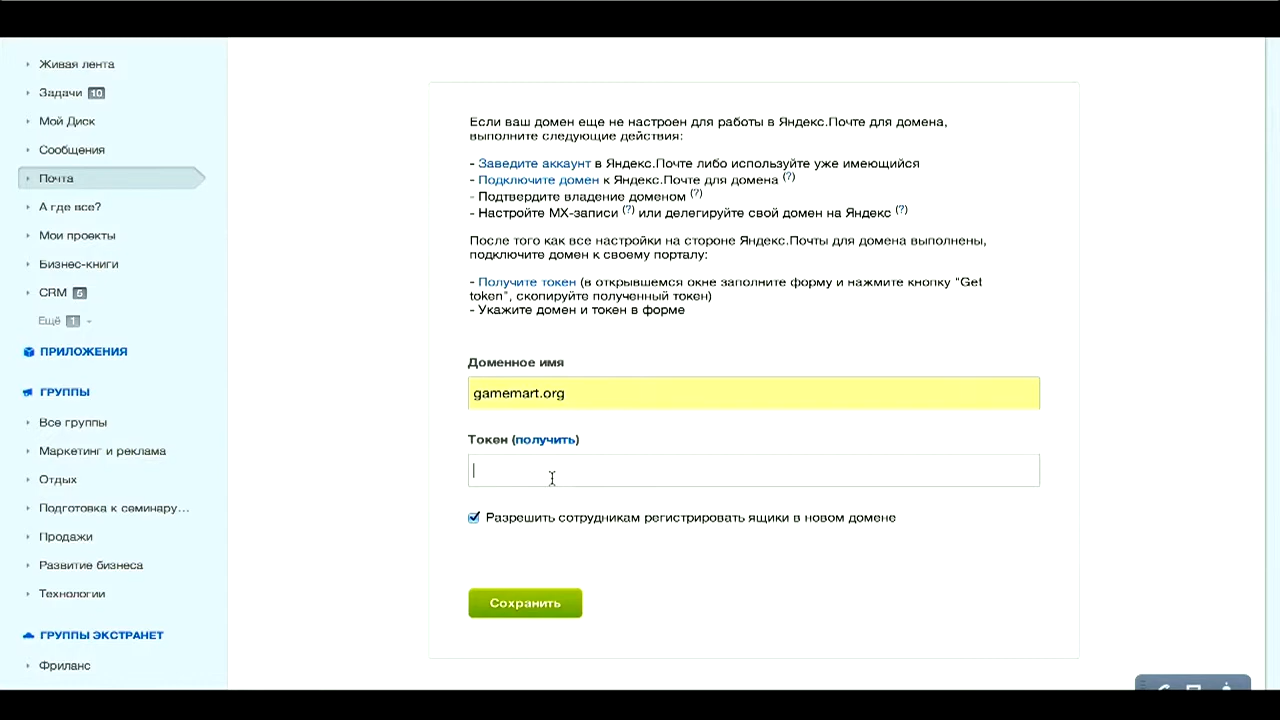 Живая лента
Задачи 10
Мой Диск
Сообщения
Почта
А где все?
Мои проекты
Бизнес-книги
CRM 6
Ещё 1
ПРИЛОЖЕНИЯ
ГРУППЫ
Все группы
Маркетинг и реклама
Отдых
Подготовка к семинару...
Продажи
Развитие бизнеса
Технологии
ГРУППЫ ЭКСТРАНЕТ
Фриланс
Если ваш домен еще не настроен для работы в Яндекс.Почте для домена,
выполните следующие действия:
- Заведите аккаунт в Яндекс.Почте либо используйте уже имеющийся
- Подключите домен к Яндекс.Почте для домена (?)
- Подтвердите владение доменом (?)
- Настройте MX-записи (?) или делегируйте свой домен на Яндекс (?)
После того как все настройки на стороне Яндекс.Почты для домена выполнены,
подключите домен к своему порталу:
- Получите токен (в открывшемся окне заполните форму и нажмите кнопку "Get
token", скопируйте полученный токен)
- Укажите домен и токен в форме
Доменное имя
gamemart.org
Токен (получить)
Разрешить сотрудникам регистрировать ящики в новом домене
Сохранить